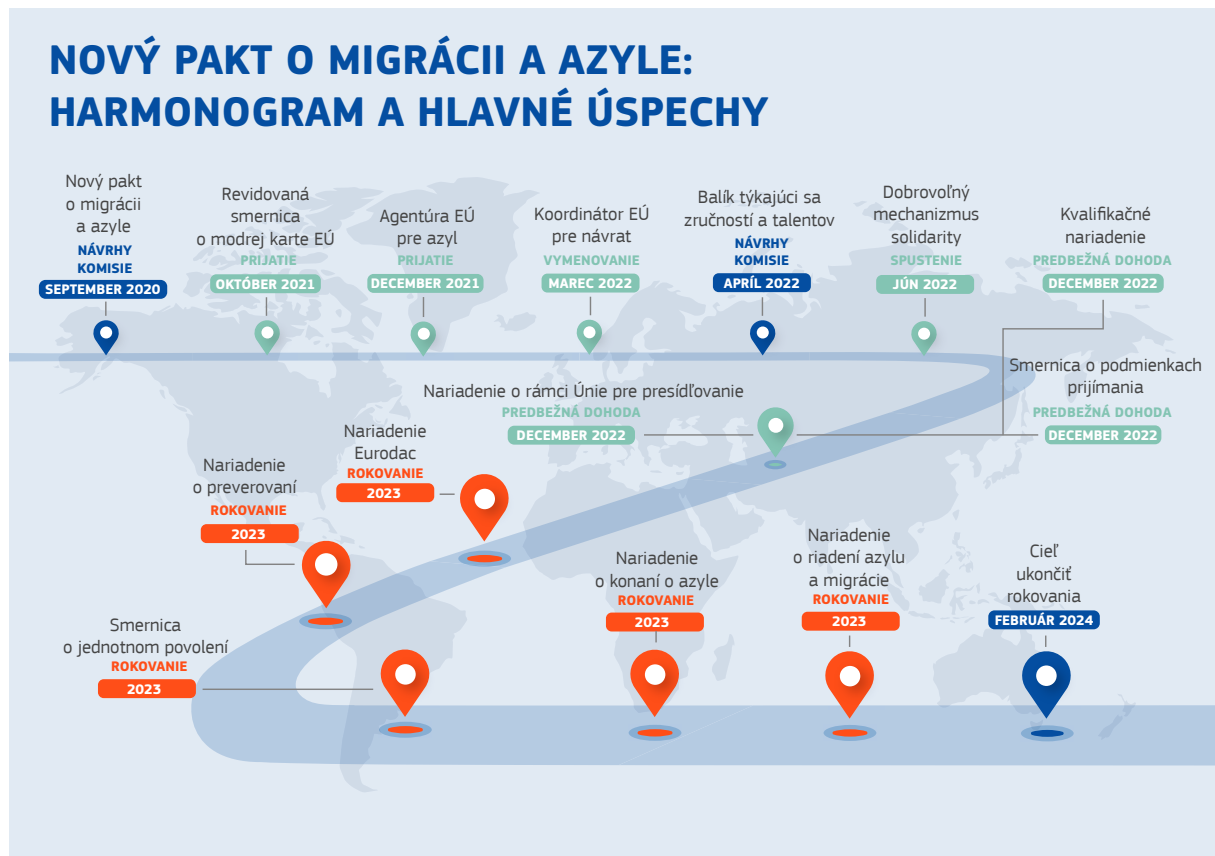 NOVÝ PAKT O MIGRÁCII A AZYLE:
HARMONOGRAM A HLAVNÉ ÚSPECHY
Nový pakt
o migrácii
a azyle
NÁVRHY
KOMISIE
SEPTEMBER 2020
Revidovaná
smernica
o modrej karte EÚ
PRIJATIE
OKTÓBER 2021
Agentúra EÚ
pre azyl
PRIJATIE
DECEMBER 2021
Koordinátor EÚ
pre návrat
VYMENOVANIE
MAREC 2022
Balík týkajúci sa
zručností a talentov
NÁVRHY
KOMISIE
APRÍL 2022
Dobrovoľný
mechanizmus
solidarity
SPUSTENIE
JÚN 2022
Kvalifikačné
nariadenie
PREDBEŽNÁ DOHODA
DECEMBER 2022
Smernica o podmienkach
prijímania
PREDBEŽNÁ DOHODA
DECEMBER 2022
Nariadenie o rámci Únie pre presídľovanie
PREDBEŽNÁ DOHODA
DECEMBER 2022
Nariadenie
Eurodac
ROKOVANIE
2023
Nariadenie
o preverovaní
ROKOVANIE
2023
Smernica
o jednotnom povolení
ROKOVANIE
2023
Nariadenie
o konaní o azyle
ROKOVANIE
2023
Nariadenie
o riadení azylu
a migrácie
ROKOVANIE
2023
Cieľ
ukončiť
rokovania
FEBRUÁR 2024